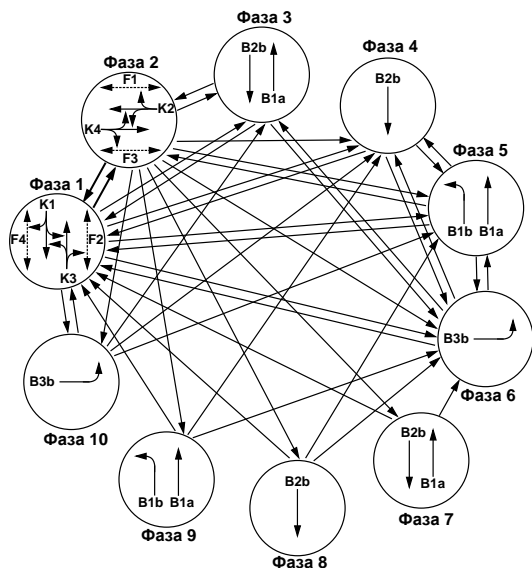 Фаза 3
B2b
B1a
Фаза 2
F1
K2
K4
F3
Фаза 4
B2b
Фаза 5
B1b B1a
Фаза 1
K1
F4
F2
K3
B3b
Фаза 6
B3b
Фаза 10
B1b B1a
Фаза 9
B2b
Фаза 8
B2b
B1a
Фаза 7